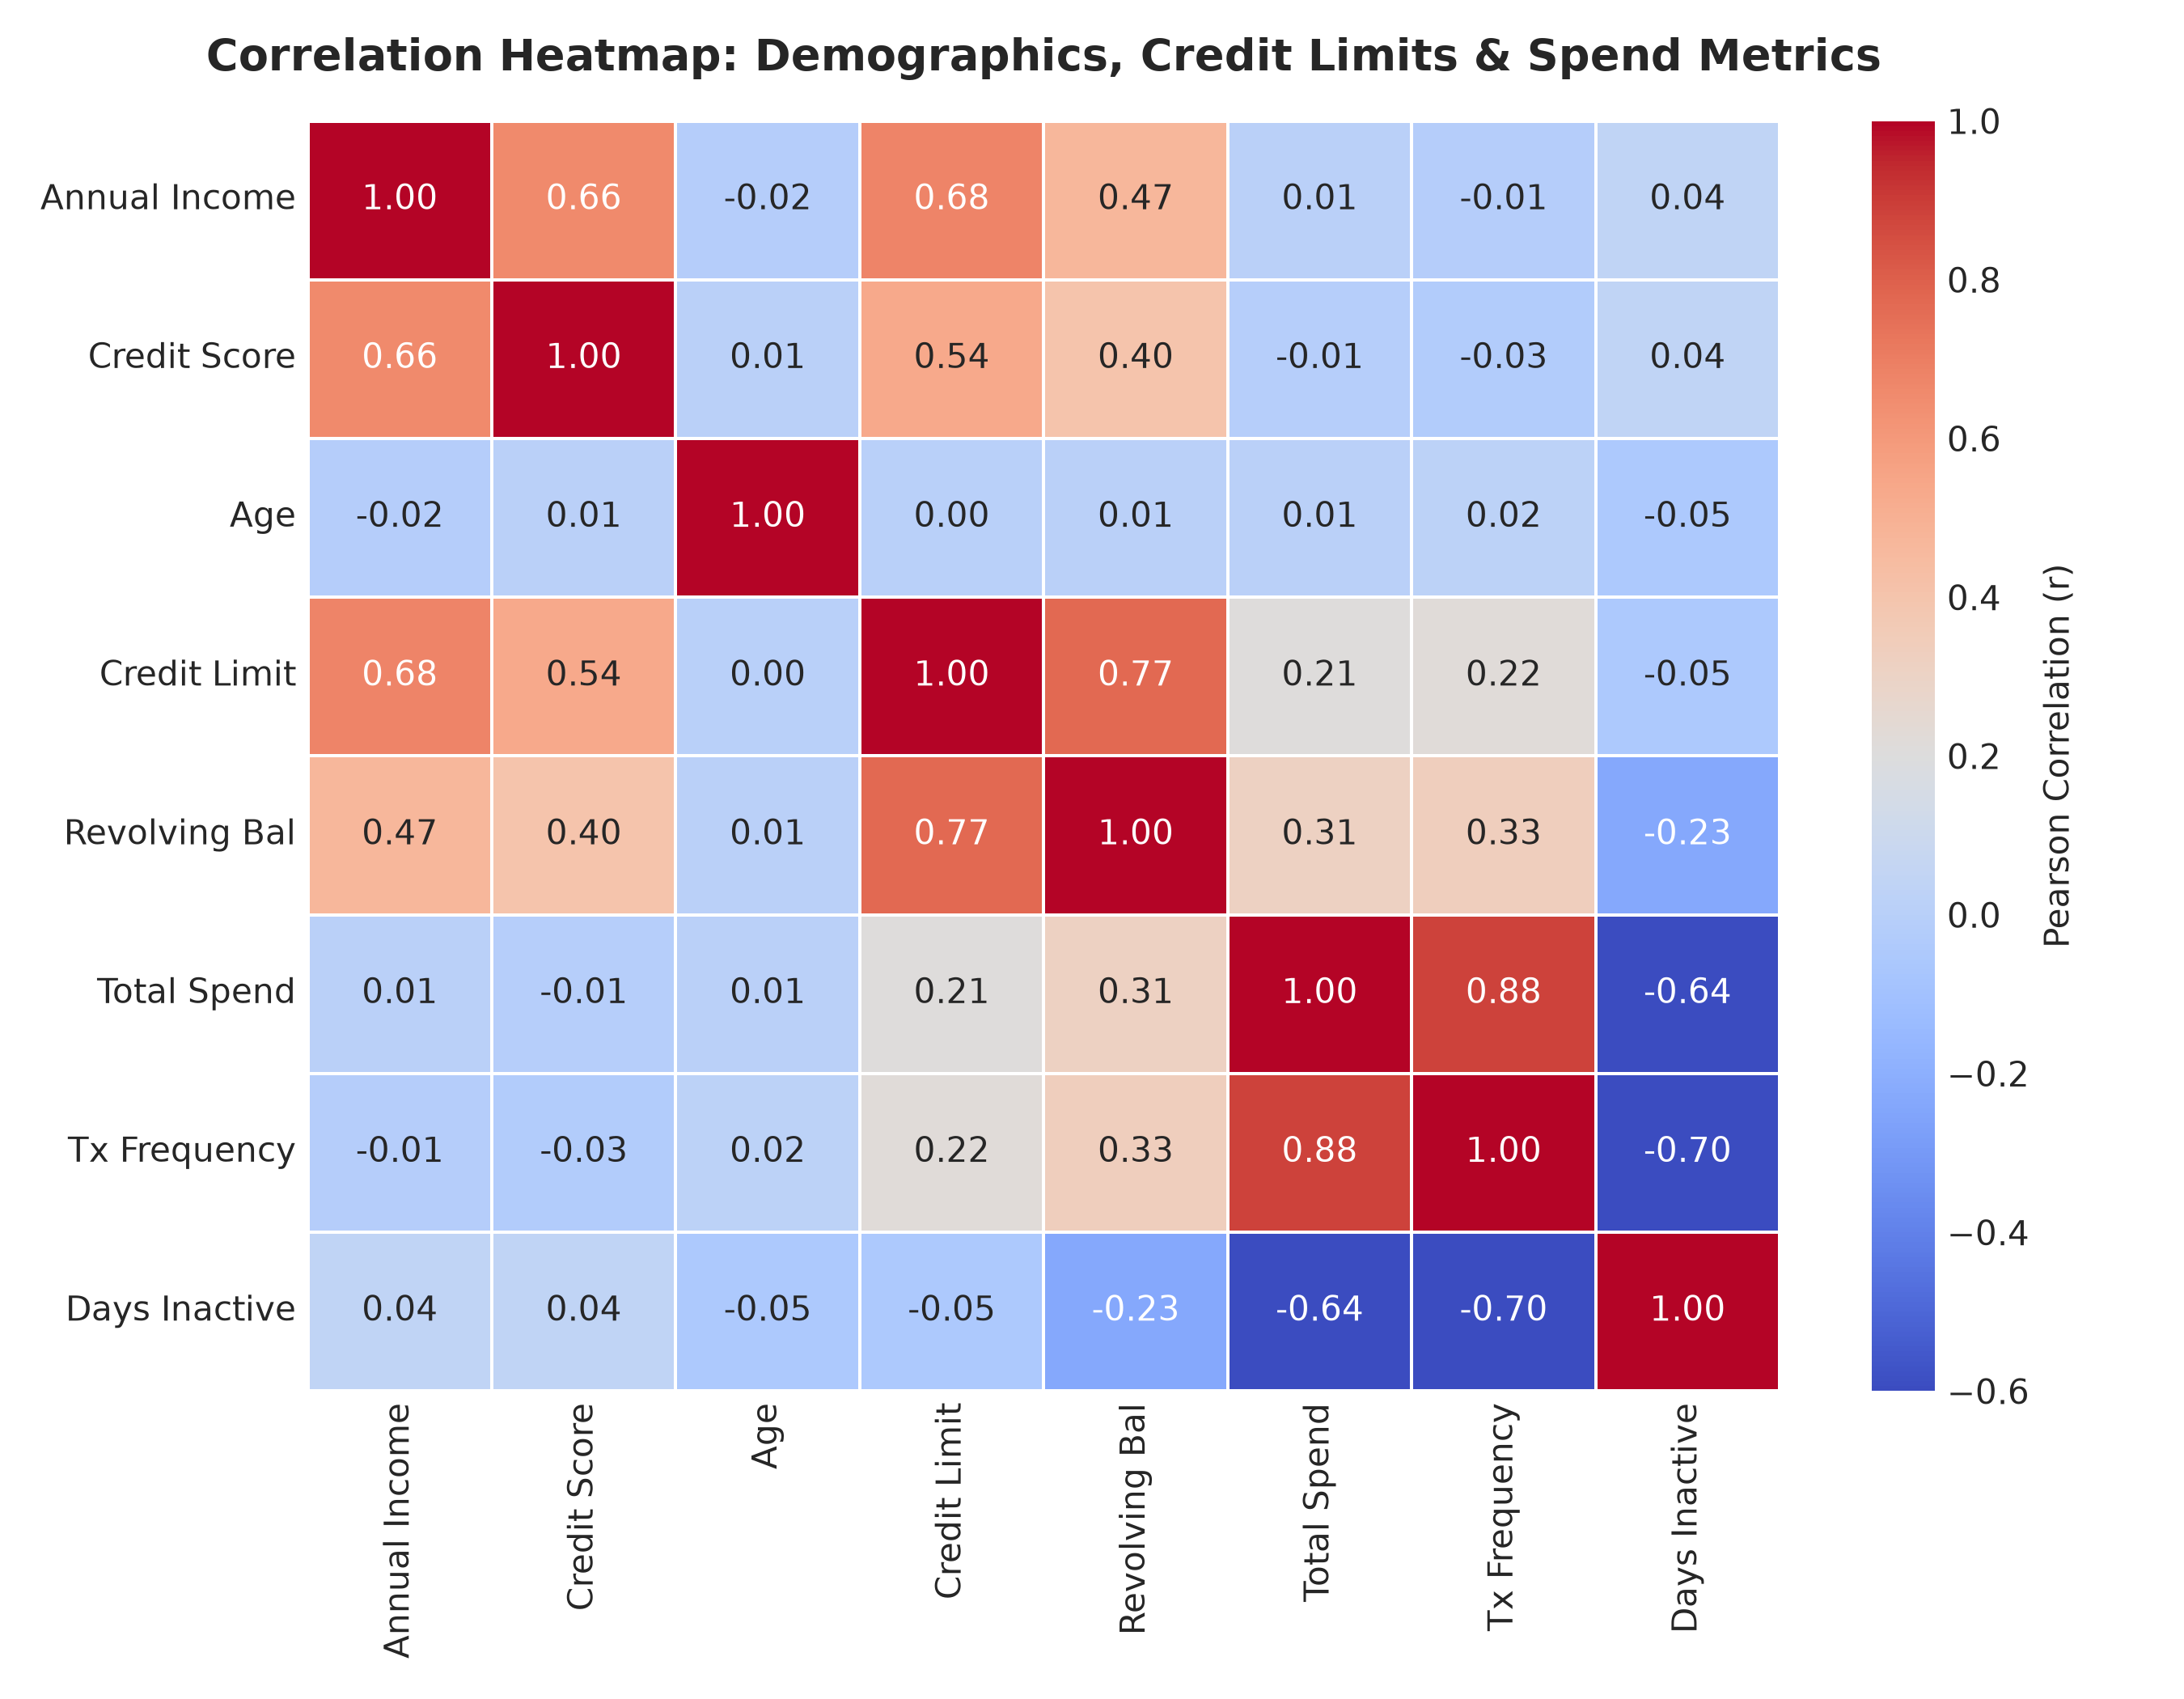 Correlation Heatmap: Demographics, Credit Limits & Spend Metrics
Annual Income 1.00 0.66 -0.02 0.68 0.47 0.01 -0.01 0.04
Credit Score 0.66 1.00 0.01 0.54 0.40 -0.01 -0.03 0.04
Age -0.02 0.01 1.00 0.00 0.01 0.01 0.02 -0.05
Credit Limit 0.68 0.54 0.00 1.00 0.77 0.21 0.22 -0.05
Revolving Bal 0.47 0.40 0.01 0.77 1.00 0.31 0.33 -0.23
Total Spend 0.01 -0.01 0.01 0.21 0.31 1.00 0.88 -0.64
Tx Frequency -0.01 -0.03 0.02 0.22 0.33 0.88 1.00 -0.70
Days Inactive 0.04 0.04 -0.05 -0.05 -0.23 -0.64 -0.70 1.00
Annual Income
Credit Score
Age
Credit Limit
Revolving Bal
Total Spend
Tx Frequency
Days Inactive
1.0
0.8
0.6
0.4
0.2
0.0
−0.2
−0.4
−0.6
Pearson Correlation (r)